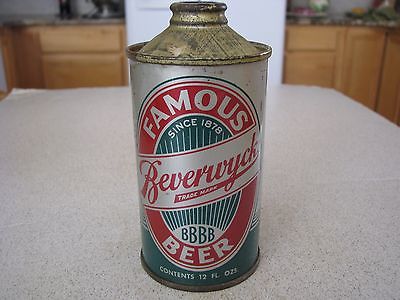 FAMOUS
SINCE 1878
Beverwyck
TRADE MARK
BBBB
BEER
CONTENTS 12 FL. OZS.